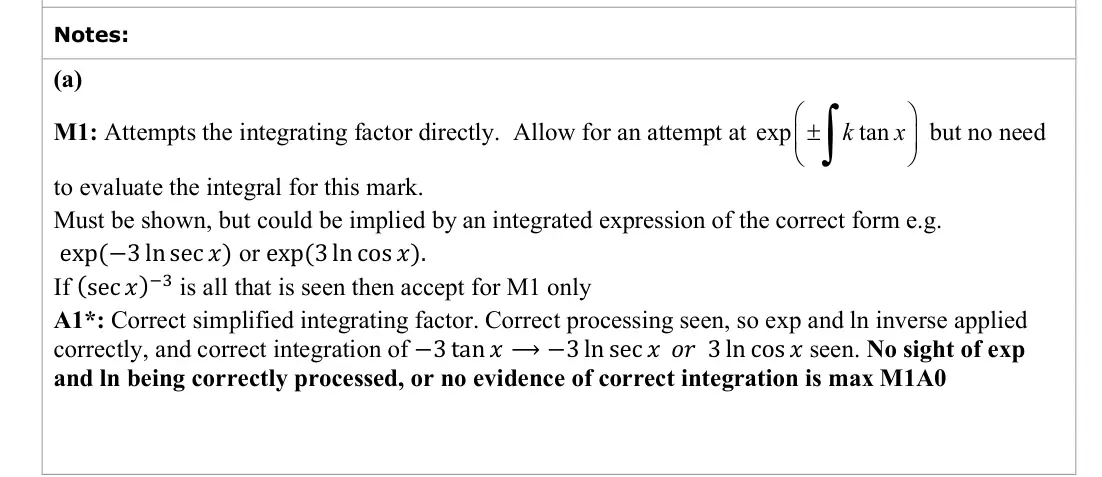 Notes:
(a)
M1: Attempts the integrating factor directly. Allow for an attempt at exp(±∫k tan x) but no need
to evaluate the integral for this mark.
Must be shown, but could be implied by an integrated expression of the correct form e.g.
exp(−3 ln sec x) or exp(3 ln cos x).
If (sec x)⁻³ is all that is seen then accept for M1 only
A1*: Correct simplified integrating factor. Correct processing seen, so exp and ln inverse applied
correctly, and correct integration of −3 tan x ⟶ −3 ln sec x or 3 ln cos x seen. No sight of exp
and ln being correctly processed, or no evidence of correct integration is max M1A0